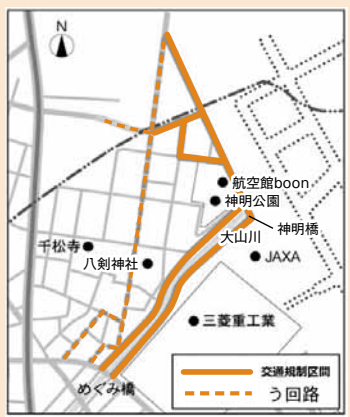 N
航空館boon
神明公園
神明橋
大山川
千松寺
JAXA
八剣神社
三菱重工業
交通規制区間
う回路
めぐみ橋